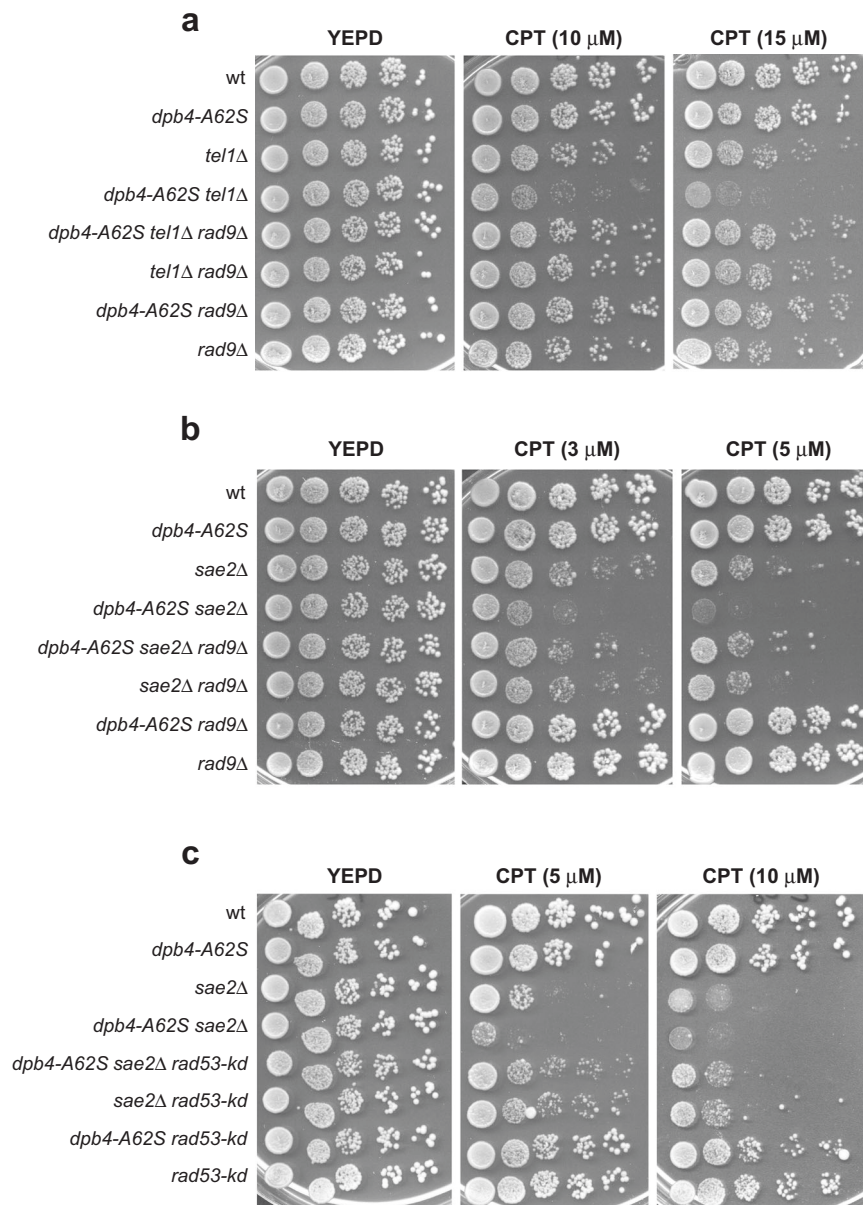 a
YEPD CPT (10 μM) CPT (15 μM)
wt
dpb4-A62S
tel1Δ
dpb4-A62S tel1Δ
dpb4-A62S tel1Δ rad9Δ
tel1Δ rad9Δ
dpb4-A62S rad9Δ
rad9Δ
b
YEPD CPT (3 μM) CPT (5 μM)
wt
dpb4-A62S
sae2Δ
dpb4-A62S sae2Δ
dpb4-A62S sae2Δ rad9Δ
sae2Δ rad9Δ
dpb4-A62S rad9Δ
rad9Δ
c
YEPD CPT (5 μM) CPT (10 μM)
wt
dpb4-A62S
sae2Δ
dpb4-A62S sae2Δ
dpb4-A62S sae2Δ rad53-kd
sae2Δ rad53-kd
dpb4-A62S rad53-kd
rad53-kd